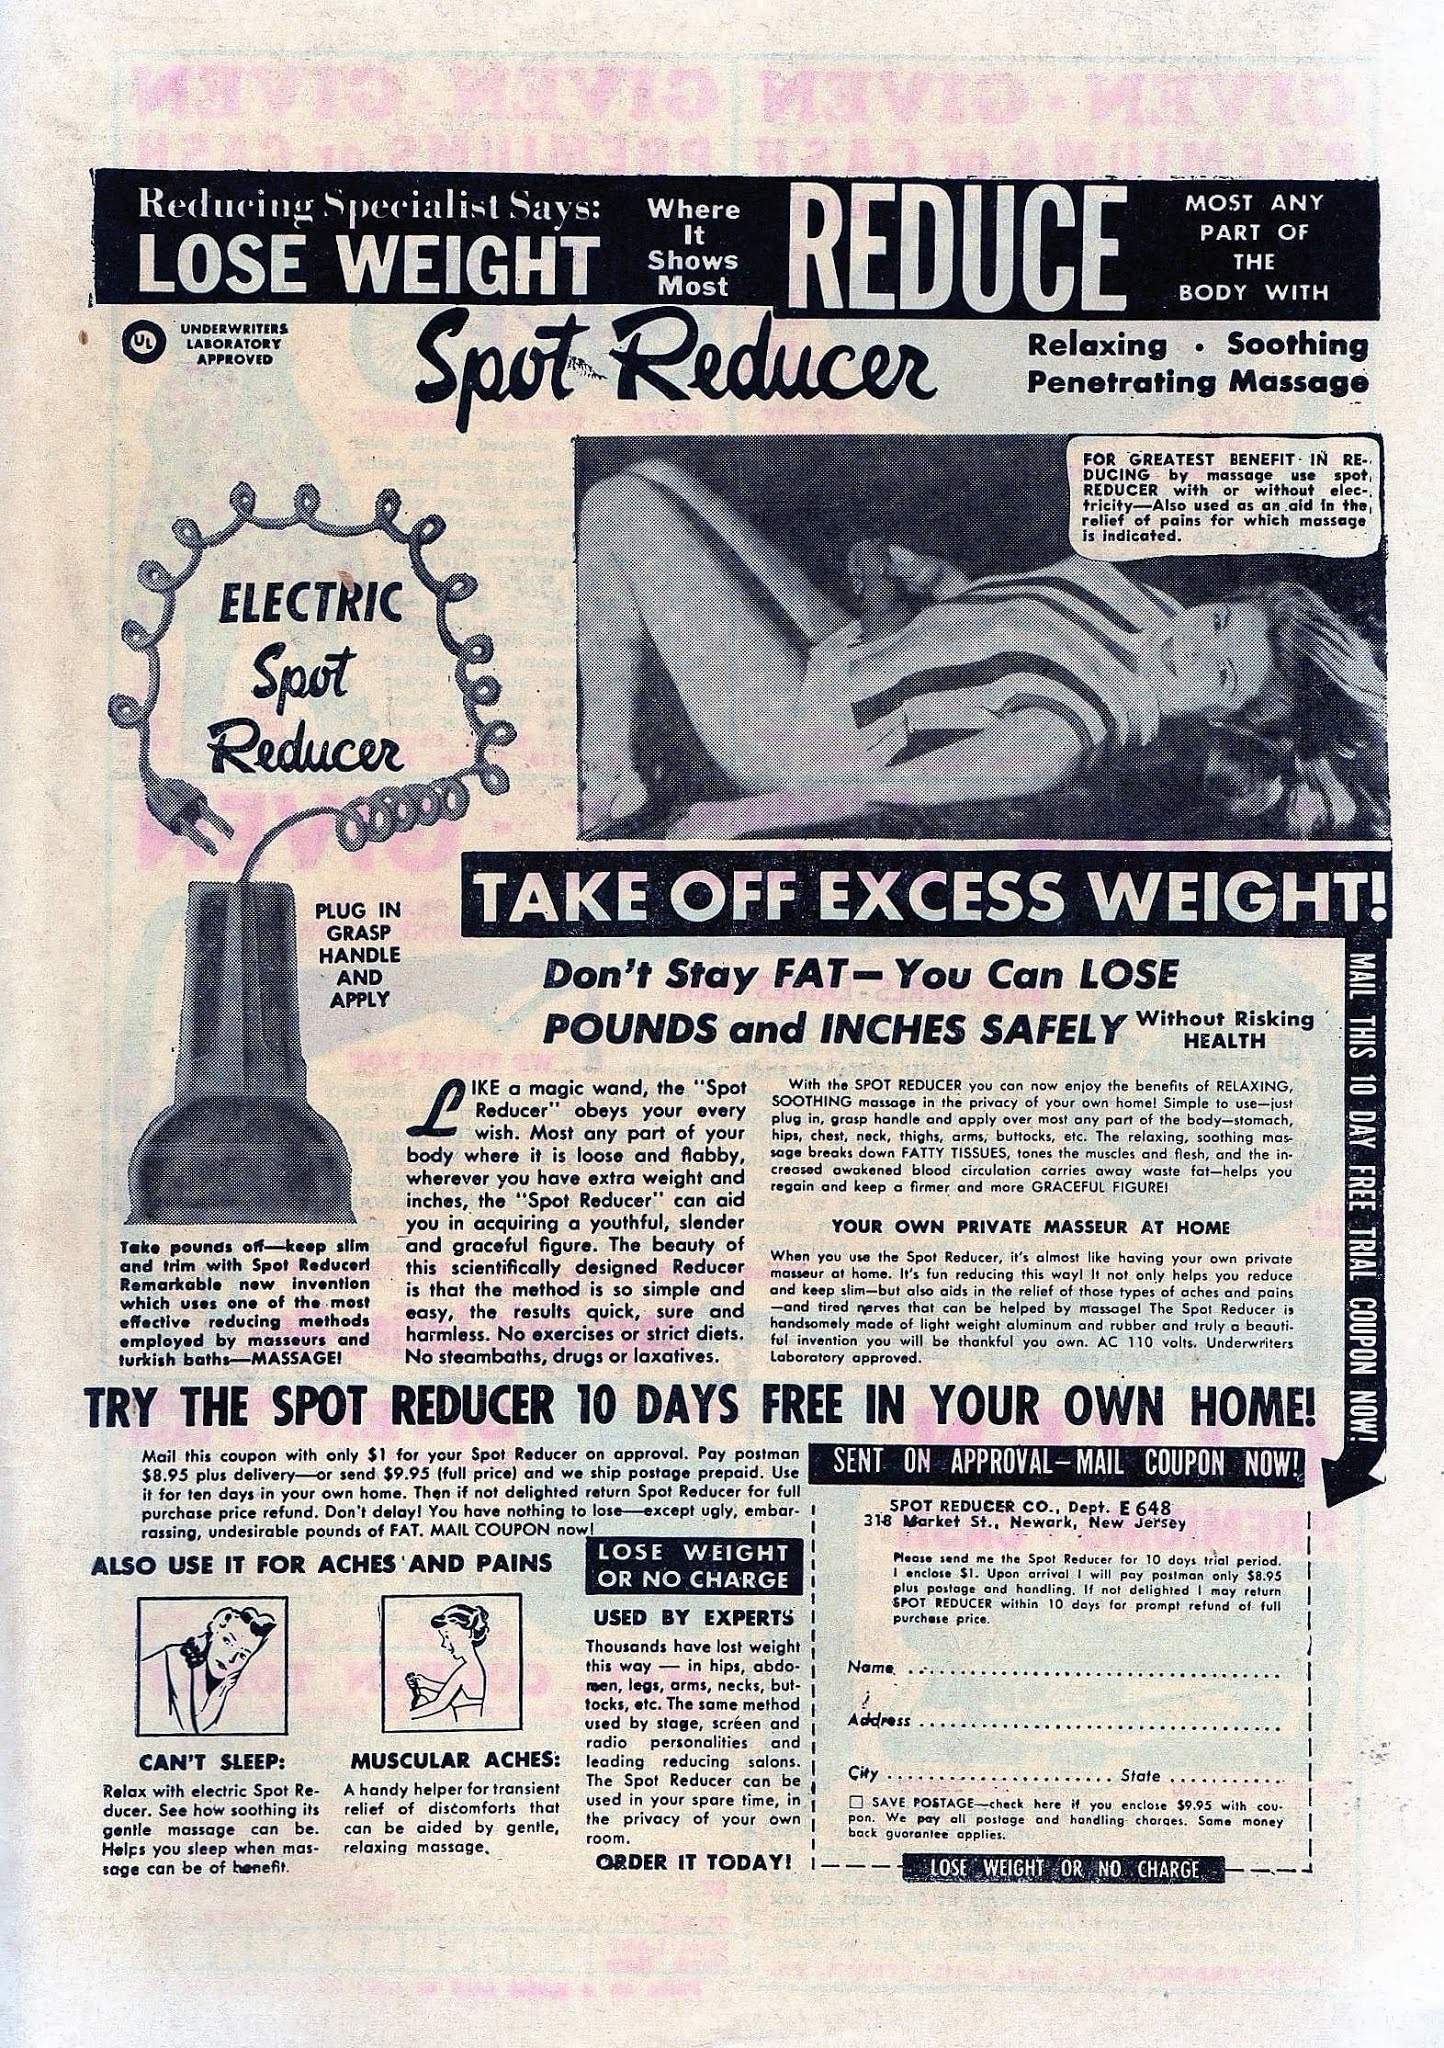 Reducing Specialist Says:
LOSE WEIGHT
Where
It
Shows
Most
REDUCE
MOST ANY
PART OF
THE
BODY WITH
UL
UNDERWRITERS
LABORATORY
APPROVED
Spot Reducer
Relaxing · Soothing
Penetrating Massage
FOR GREATEST BENEFIT IN RE-
DUCING by massage use spot
REDUCER with or without elec-
tricity—Also used as an aid in the
relief of pains for which massage
is indicated.
ELECTRIC
Spot
Reducer
PLUG IN
GRASP
HANDLE
AND
APPLY
TAKE OFF EXCESS WEIGHT!
Don't Stay FAT—You Can LOSE
POUNDS and INCHES SAFELY Without Risking
HEALTH
MAIL THIS 10 DAY FREE TRIAL COUPON NOW!
Take pounds off—keep slim
and trim with Spot Reducer!
Remarkable new invention
which uses one of the most
effective reducing methods
employed by masseurs and
turkish baths—MASSAGE!
LIKE a magic wand, the "Spot
Reducer" obeys your every
wish. Most any part of your
body where it is loose and flabby,
wherever you have extra weight and
inches, the "Spot Reducer" can aid
you in acquiring a youthful, slender
and graceful figure. The beauty of
this scientifically designed Reducer
is that the method is so simple and
easy, the results quick, sure and
harmless. No exercises or strict diets.
No steambaths, drugs or laxatives.
With the SPOT REDUCER you can now enjoy the benefits of RELAXING,
SOOTHING massage in the privacy of your own home! Simple to use—just
plug in, grasp handle and apply over most any part of the body—stomach,
hips, chest, neck, thighs, arms, buttocks, etc. The relaxing, soothing mas-
sage breaks down FATTY TISSUES, tones the muscles and flesh, and the in-
creased awakened blood circulation carries away waste fat—helps you
regain and keep a firmer and more GRACEFUL FIGURE!
YOUR OWN PRIVATE MASSEUR AT HOME
When you use the Spot Reducer, it's almost like having your own private
masseur at home. It's fun reducing this way! It not only helps you reduce
and keep slim—but also aids in the relief of those types of aches and pains
—and tired nerves that can be helped by massage! The Spot Reducer is
handsomely made of light weight aluminum and rubber and truly a beauti-
ful invention you will be thankful you own. AC 110 volts. Underwriters
Laboratory approved.
TRY THE SPOT REDUCER 10 DAYS FREE IN YOUR OWN HOME!
Mail this coupon with only $1 for your Spot Reducer on approval. Pay postman
$8.95 plus delivery—or send $9.95 (full price) and we ship postage prepaid. Use
it for ten days in your own home. Then if not delighted return Spot Reducer for full
purchase price refund. Don't delay! You have nothing to lose—except ugly, embar-
rassing, undesirable pounds of FAT. MAIL COUPON now!
ALSO USE IT FOR ACHES AND PAINS
CAN'T SLEEP:
Relax with electric Spot Re-
ducer. See how soothing its
gentle massage can be.
Helps you sleep when mas-
sage can be of benefit.
MUSCULAR ACHES:
A handy helper for transient
relief of discomforts that
can be aided by gentle,
relaxing massage.
LOSE WEIGHT
OR NO CHARGE
USED BY EXPERTS
Thousands have lost weight
this way — in hips, abdo-
men, legs, arms, necks, but-
tocks, etc. The same method
used by stage, screen and
radio personalities and
leading reducing salons.
The Spot Reducer can be
used in your spare time, in
the privacy of your own
room.
ORDER IT TODAY!
SENT ON APPROVAL—MAIL COUPON NOW!
SPOT REDUCER CO., Dept. E 648
318 Market St., Newark, New Jersey
Please send me the Spot Reducer for 10 days trial period.
I enclose $1. Upon arrival I will pay postman only $8.95
plus postage and handling. If not delighted I may return
SPOT REDUCER within 10 days for prompt refund of full
purchase price.
Name
Address
City State
SAVE POSTAGE—check here if you enclose $9.95 with cou-
pon. We pay all postage and handling charges. Same money
back guarantee applies.
LOSE WEIGHT OR NO CHARGE